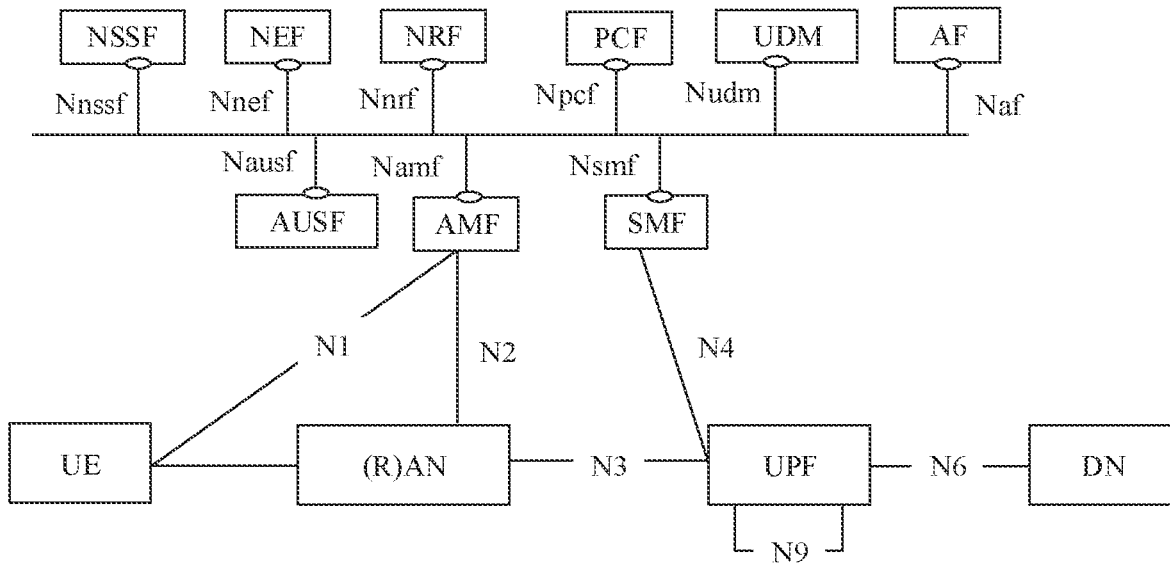 NSSF NEF NRF PCF UDM AF
Nnssf Nnef Nnrf Npcf Nudm Naf
Nausf Namf Nsmf
AUSF AMF SMF
N1 N2 N4
UE (R)AN N3 UPF N6 DN
N9